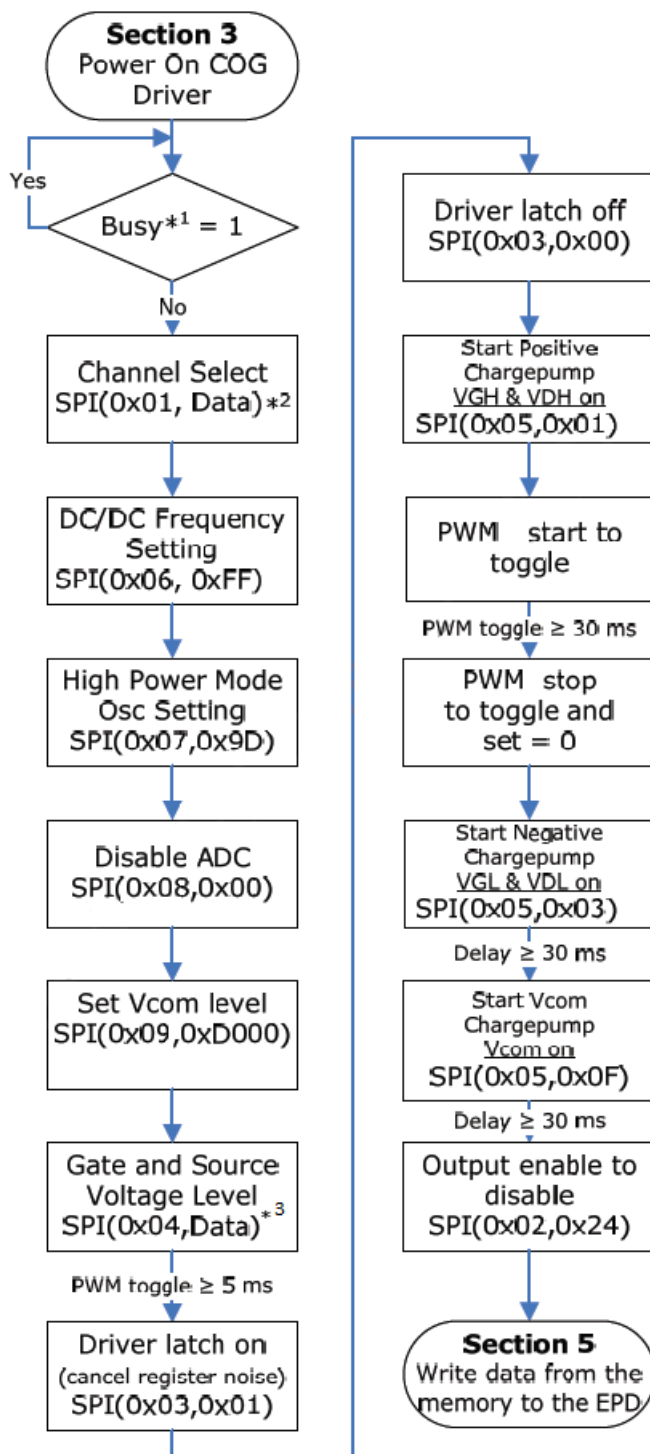 Section 3
Power On COG
Driver
Yes
Busy*1 = 1
No
Channel Select
SPI(0x01, Data)*2
DC/DC Frequency
Setting
SPI(0x06, 0xFF)
High Power Mode
Osc Setting
SPI(0x07,0x9D)
Disable ADC
SPI(0x08,0x00)
Set Vcom level
SPI(0x09,0xD000)
Gate and Source
Voltage Level
SPI(0x04,Data)*3
PWM toggle ≥ 5 ms
Driver latch on
(cancel register noise)
SPI(0x03,0x01)
Driver latch off
SPI(0x03,0x00)
Start Positive
Chargepump
VGH & VDH on
SPI(0x05,0x01)
PWM start to
toggle
PWM toggle ≥ 30 ms
PWM stop
to toggle and
set = 0
Start Negative
Chargepump
VGL & VDL on
SPI(0x05,0x03)
Delay ≥ 30 ms
Start Vcom
Chargepump
Vcom on
SPI(0x05,0x0F)
Delay ≥ 30 ms
Output enable to
disable
SPI(0x02,0x24)
Section 5
Write data from the
memory to the EPD